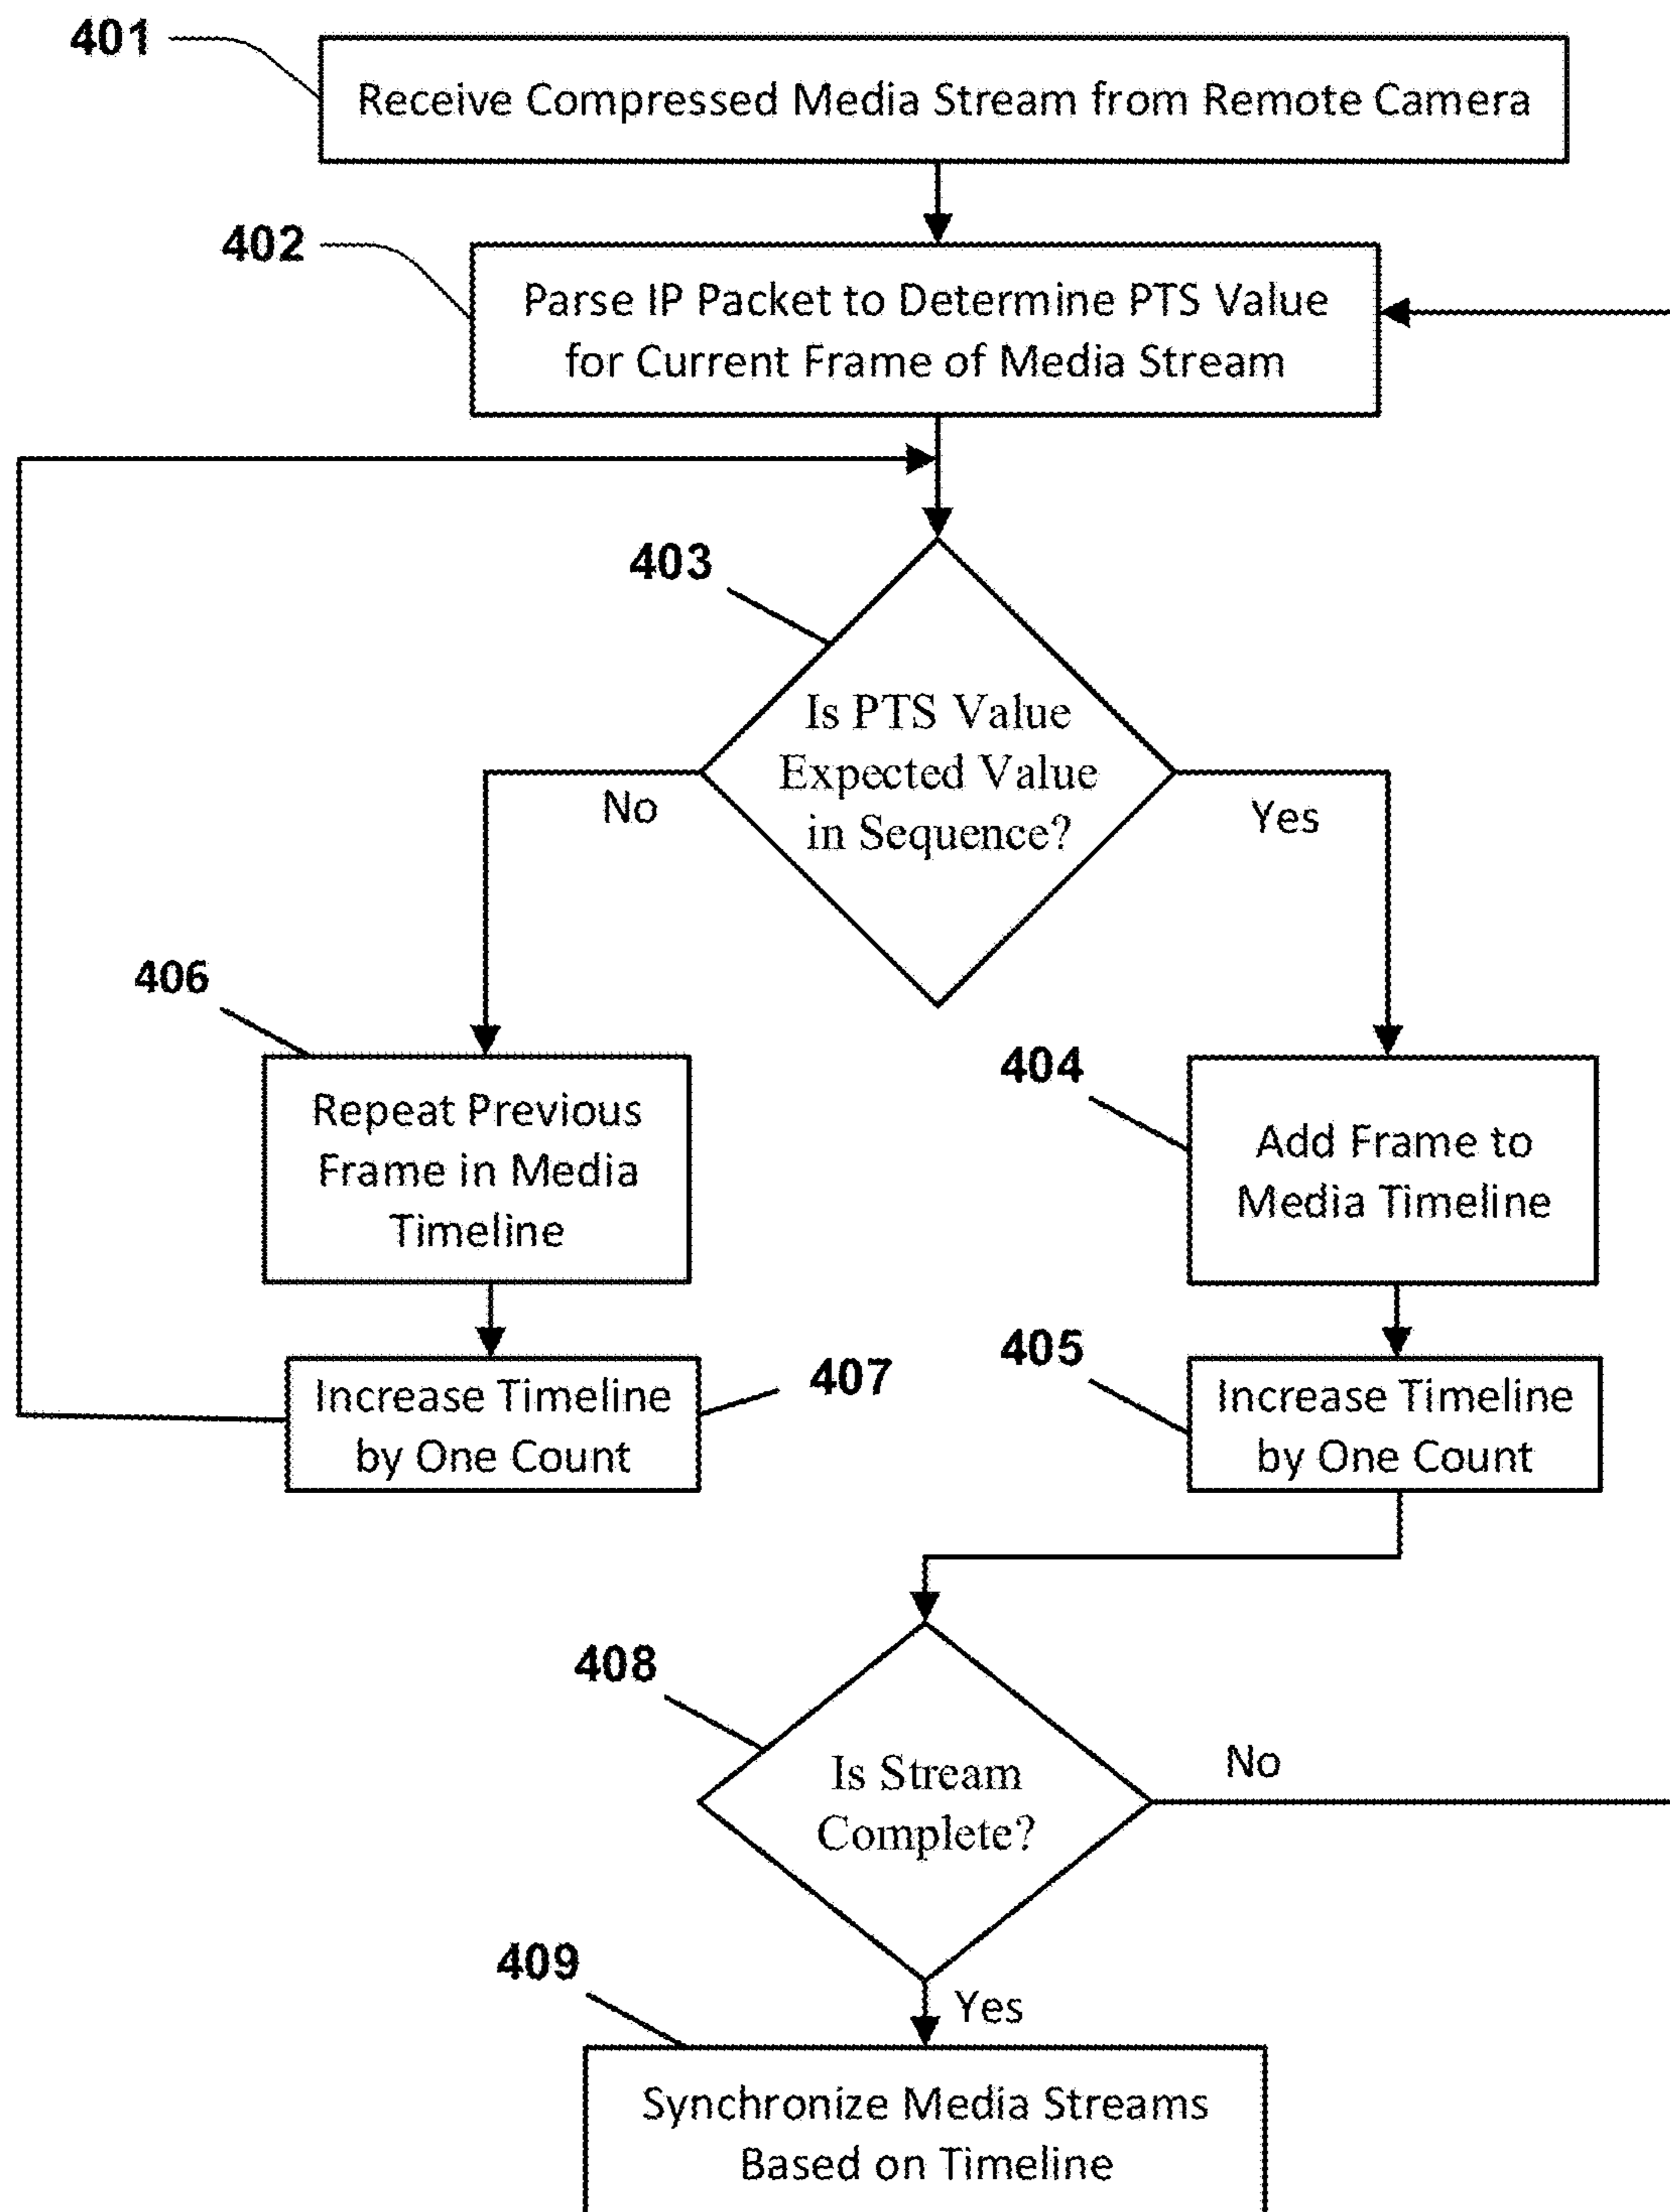 401
Receive Compressed Media Stream from Remote Camera
402
Parse IP Packet to Determine PTS Value
for Current Frame of Media Stream
403
Is PTS Value
Expected Value
in Sequence?
No
Yes
406
Repeat Previous
Frame in Media
Timeline
404
Add Frame to
Media Timeline
407
Increase Timeline
by One Count
405
Increase Timeline
by One Count
408
Is Stream
Complete?
No
Yes
409
Synchronize Media Streams
Based on Timeline